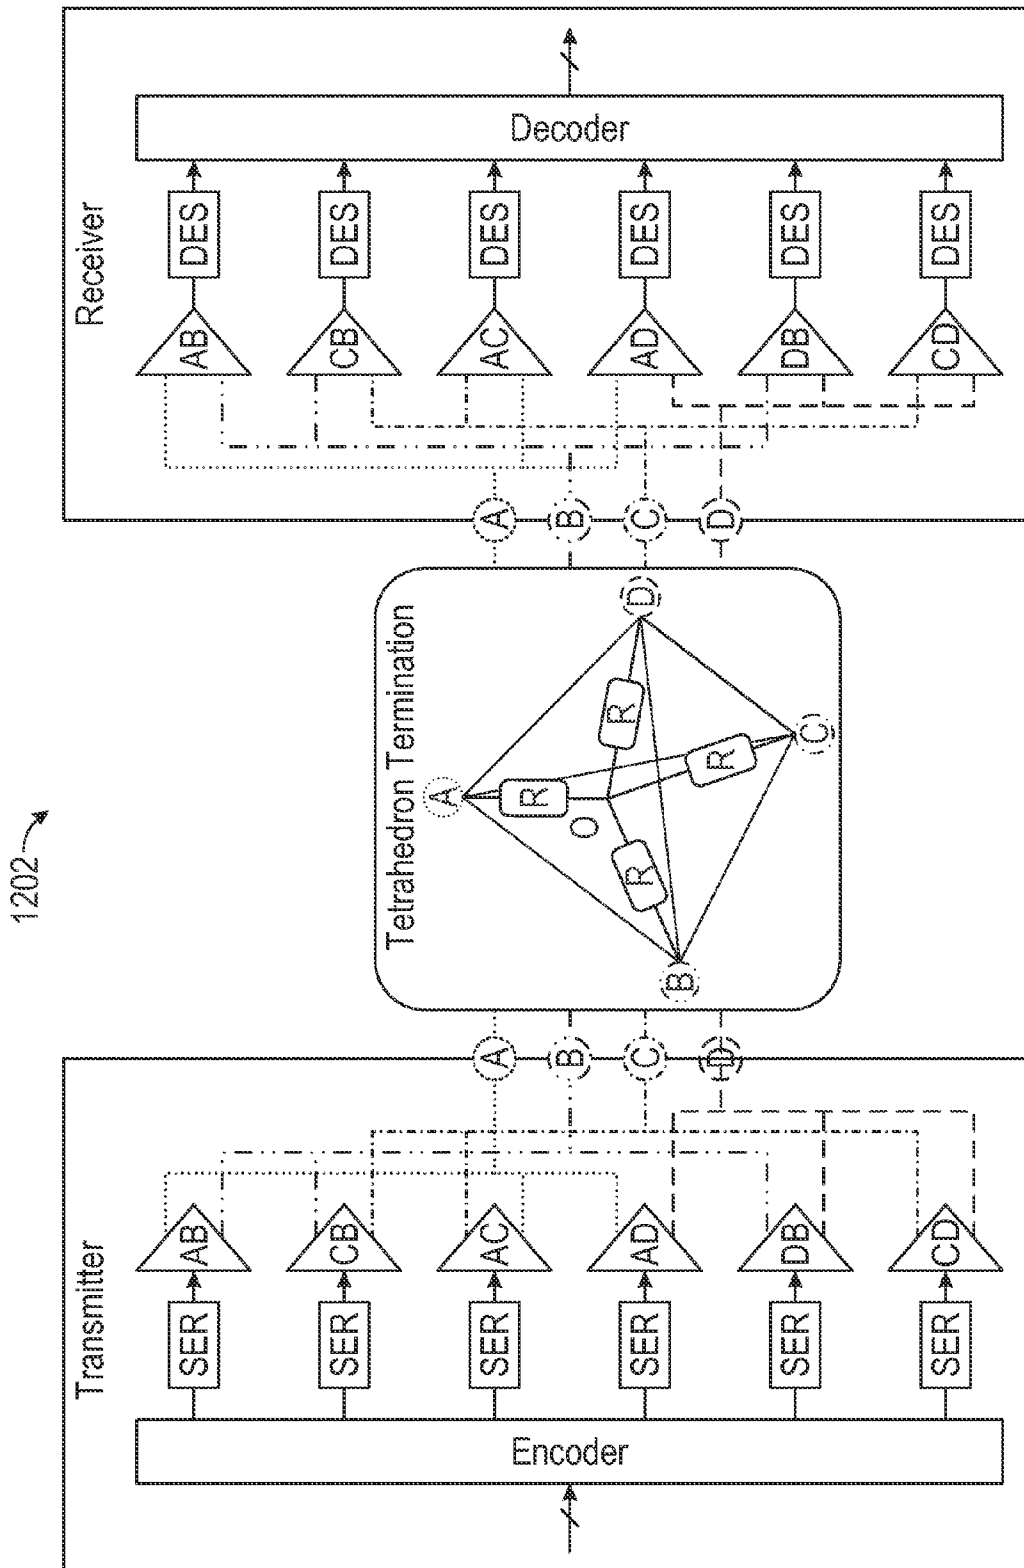 1202
Transmitter
Encoder
SER
SER
SER
SER
SER
SER
AB
CB
AC
AD
DB
CD
A
B
C
D
Tetrahedron Termination
A
B
C
D
O
R
R
R
R
A
B
C
D
Receiver
AB
CB
AC
AD
DB
CD
DES
DES
DES
DES
DES
DES
Decoder